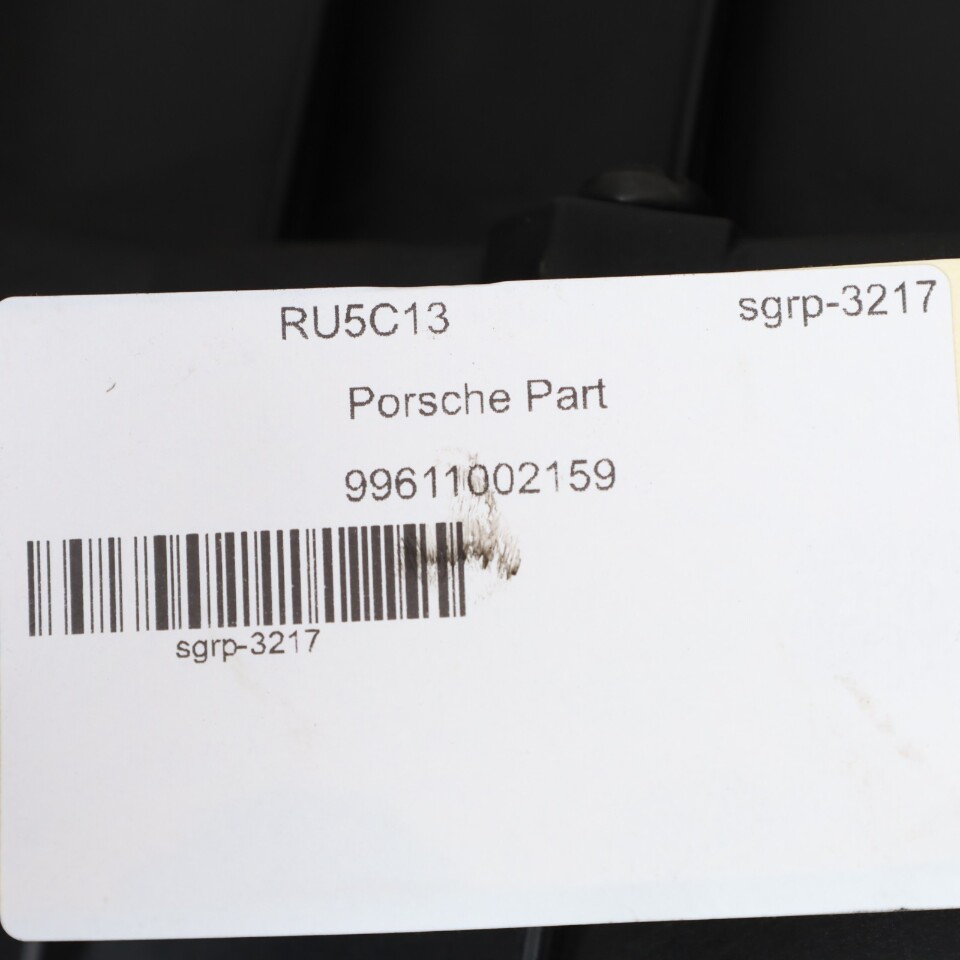 RU5C13 sgrp-3217
Porsche Part
99611002159
sgrp-3217